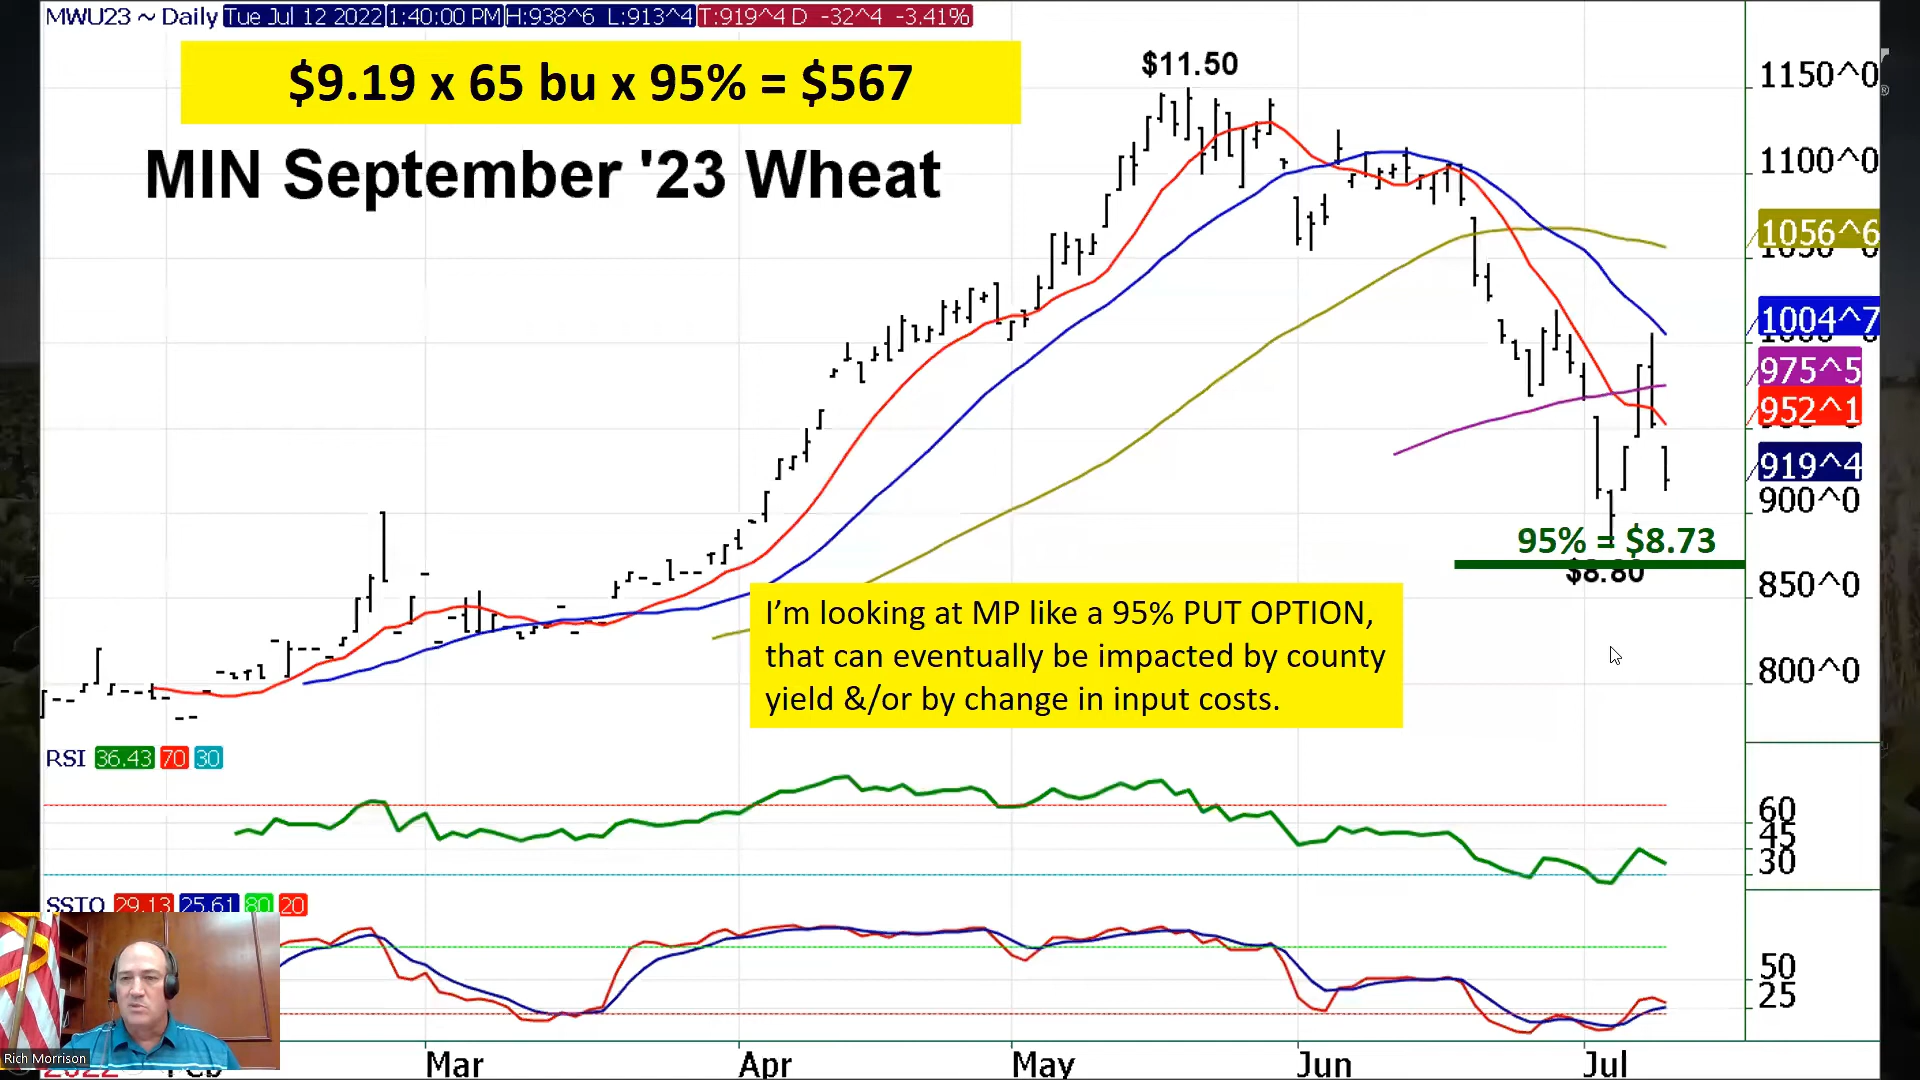 MWU23 ~ Daily Tue Jul 12 2022 1:40:00 PM H:938^6 L:913^4 T:919^4 D -32^4 -3.41%
$9.19 x 65 bu x 95% = $567
MIN September '23 Wheat
$11.50
1150^0
1100^0
1056^6
1004^7
975^5
952^1
919^4
900^0
95% = $8.73
$8.80
850^0
800^0
I'm looking at MP like a 95% PUT OPTION,
that can eventually be impacted by county
yield &/or by change in input costs.
RSI 36.43 70 30
60
45
30
SSTO 29.13 25.61 80 20
50
25
Rich Morrison
2022 Feb Mar Apr May Jun Jul